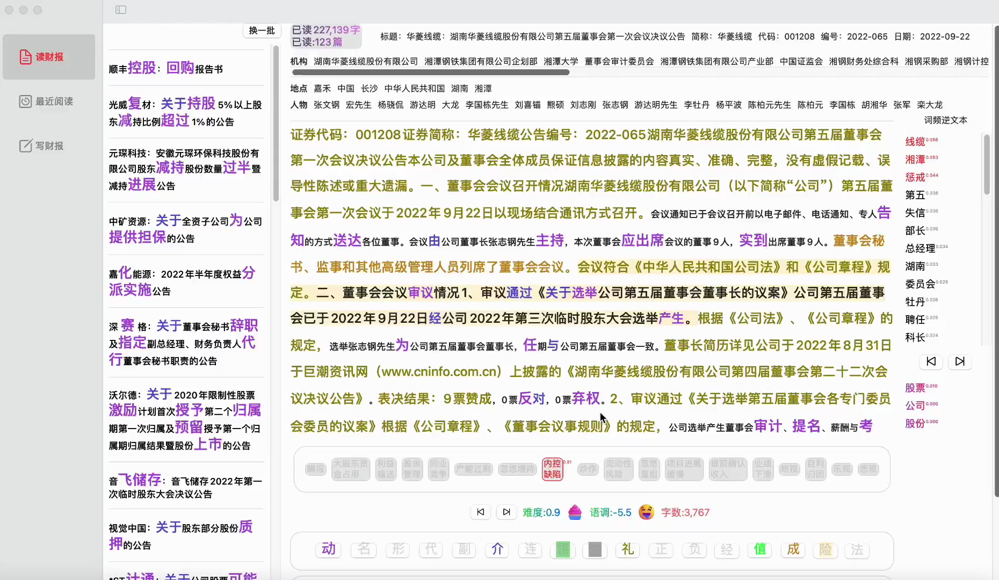 读财报
最近阅读
写财报
换一批
顺丰控股：回购报告书
光威复材：关于持股5%以上股
东减持比例超过1%的公告
元琛科技：安徽元琛环保科技股份有
限公司股东减持股份数量过半暨
减持进展公告
中矿资源：关于全资子公司为公司
提供担保的公告
嘉化能源：2022年半年度权益分
派实施公告
深 赛 格：关于董事会秘书辞职
及指定副总经理、财务负责人代
行董事会秘书职责的公告
沃尔德：关于2020年限制性股票
激励计划首次授予第二个归属
期第一次归属及预留授予第一个归
属期归属结果暨股份上市的公告
音飞储存：音飞储存2022年第一
次临时股东大会决议公告
视觉中国：关于股东部分股份质
押的公告
*ST计通：关于公司股票可能
已读227,139字
已读:123篇
标题：华菱线缆：湖南华菱线缆股份有限公司第五届董事会第一次会议决议公告 简称：华菱线缆 代码：001208 编号：2022-065 日期：2022-09-22
机构 湖南华菱线缆股份有限公司 湘潭钢铁集团有限公司企划部 湘潭大学 董事会审计委员会 湘潭钢铁集团有限公司产业部 中国证监会 湘钢财务处综合科 湘钢采购部 湘钢计控
地点 嘉禾 中国 长沙 中华人民共和国 湖南 湘潭
人物 张文钢 宏先生 杨骁侃 游达明 大龙 李国栋先生 刘喜锚 熊硕 刘志刚 张志钢 游达明先生 李牡丹 杨平波 陈柏元先生 陈柏元 李国栋 胡湘华 张军 栾大龙
证券代码：001208证券简称：华菱线缆公告编号：2022-065湖南华菱线缆股份有限公司第五届董事会
第一次会议决议公告本公司及董事会全体成员保证信息披露的内容真实、准确、完整，没有虚假记载、误
导性陈述或重大遗漏。一、董事会会议召开情况湖南华菱线缆股份有限公司（以下简称“公司”）第五届董
事会第一次会议于2022年9月22日以现场结合通讯方式召开。会议通知已于会议召开前以电子邮件、电话通知、专人告
知的方式送达各位董事。会议由公司董事长张志钢先生主持，本次董事会应出席会议的董事9人，实到出席董事9人。董事会秘
书、监事和其他高级管理人员列席了董事会会议。会议符合《中华人民共和国公司法》和《公司章程》规
定。二、董事会会议审议情况1、审议通过《关于选举公司第五届董事会董事长的议案》公司第五届董事
会已于2022年9月22日经公司2022年第三次临时股东大会选举产生。根据《公司法》、《公司章程》的
规定，选举张志钢先生为公司第五届董事会董事长，任期与公司第五届董事会一致。董事长简历详见公司于2022年8月31日
于巨潮资讯网（www.cninfo.com.cn）上披露的《湖南华菱线缆股份有限公司第四届董事会第二十二次会
议决议公告》。表决结果：9票赞成，0票反对，0票弃权。2、审议通过《关于选举第五届董事会各专门委员
会委员的议案》根据《公司章程》、《董事会议事规则》的规定，公司选举产生董事会审计、提名、薪酬与考
词频逆文本
线缆0.056
湘潭0.053
惩戒0.044
第五0.038
失信0.036
部长0.036
总经理0.034
湖南0.033
委员会0.029
牡丹0.026
聘任0.025
科长0.024
股票0.010
公司0.000
股份0.000
瞒报 大股东资金占用 利益输送 盈余管理 同业竞争 产能过剩 忽悠增持 内控缺陷0.91 炒作 流动性风险 忽悠重组 项目进展缓慢 提前确认收入 业绩下滑 短视 自利归因 乐观 悲观
难度:0.9 语调:-5.5 字数:3,767
动 名 形 代 副 介 连 礼 正 负 经 值 成 险 法